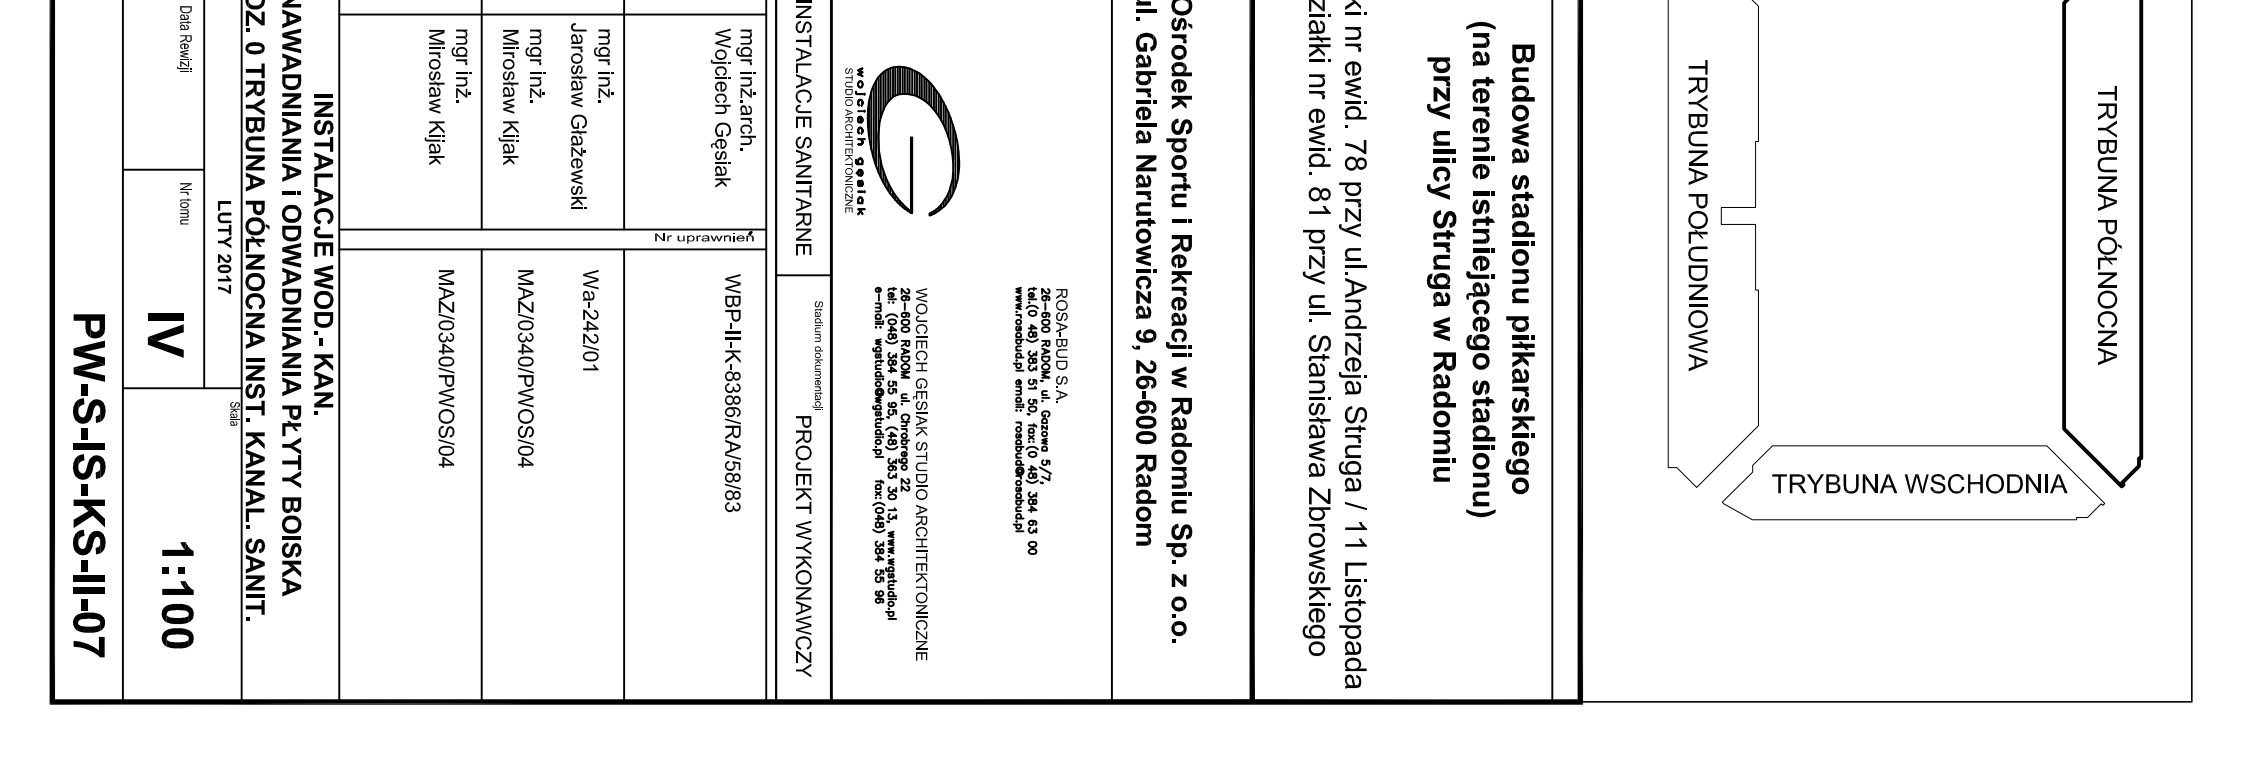 TRYBUNA PÓŁNOCNA
TRYBUNA POŁUDNIOWA
TRYBUNA WSCHODNIA
Budowa stadionu piłkarskiego
(na terenie istniejącego stadionu)
przy ulicy Struga w Radomiu
ki nr ewid. 78 przy ul.Andrzeja Struga / 11 Listopada
ziałki nr ewid. 81 przy ul. Stanisława Zbrowskiego
Ośrodek Sportu i Rekreacji w Radomiu Sp. z o.o.
ul. Gabriela Narutowicza 9, 26-600 Radom
ROSA-BUD S.A.
26-600 RADOM, ul. Gazowa 5/7,
tel.(0 48) 383 51 50, fax:(0 48) 384 63 00
www.rosabud.pl email: rosabud@rosabud.pl
wojciech gęsiak
STUDIO ARCHITEKTONICZNE
WOJCIECH GĘSIAK STUDIO ARCHITEKTONICZNE
26-600 RADOM ul. Chrobrego 22
tel: (048) 384 55 95, (48) 363 30 13, www.wgstudio.pl
e-mail: wgstudio@wgstudio.pl fax:(048) 384 55 96
INSTALACJE SANITARNE
Stadium dokumentacji
PROJEKT WYKONAWCZY
Nr uprawnień
mgr inż.arch.
Wojciech Gęsiak
WBP-II-K-8386/RA/58/83
mgr inż.
Jarosław Głażewski
Wa-242/01
mgr inż.
Mirosław Kijak
MAZ/0340/PWOS/04
mgr inż.
Mirosław Kijak
MAZ/0340/PWOS/04
INSTALACJE WOD.- KAN.
NAWADNIANIA i ODWADNIANIA PŁYTY BOISKA
OZ. 0 TRYBUNA PÓŁNOCNA INST. KANAL. SANIT.
LUTY 2017
Data Rewizji
Nr tomu
IV
Skala
1:100
PW-S-IS-KS-II-07